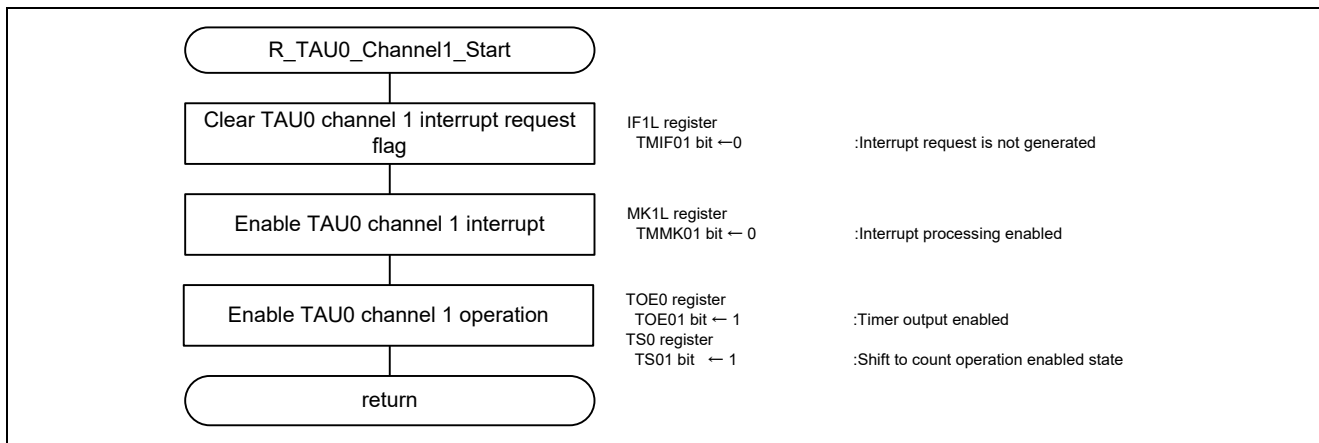 R_TAU0_Channel1_Start
Clear TAU0 channel 1 interrupt request
flag
IF1L register
TMIF01 bit ←0 :Interrupt request is not generated
Enable TAU0 channel 1 interrupt
MK1L register
TMMK01 bit ← 0 :Interrupt processing enabled
Enable TAU0 channel 1 operation
TOE0 register
TOE01 bit ← 1 :Timer output enabled
TS0 register
TS01 bit ← 1 :Shift to count operation enabled state
return